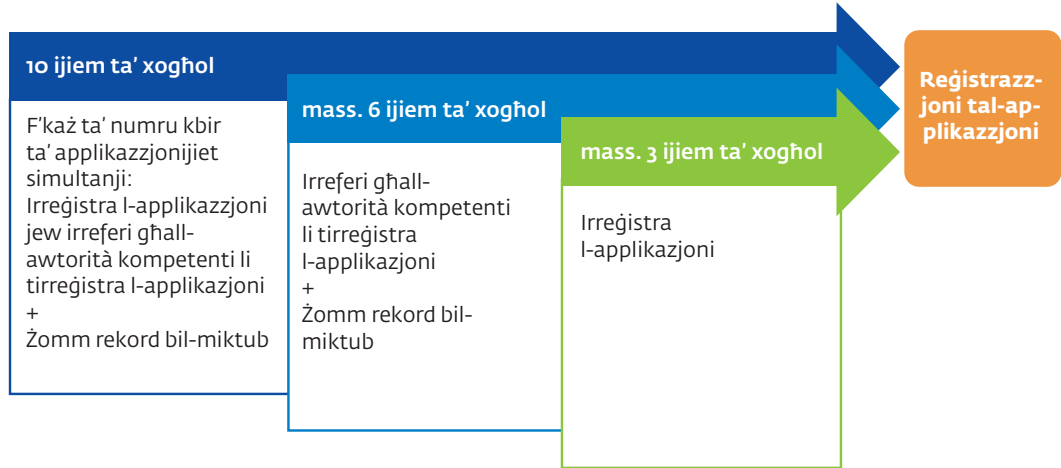 10 ijiem ta' xogħol
F'każ ta' numru kbir
ta' applikazzjonijiet
simultanji:
Irreġistra l-applikazzjoni
jew irreferi għall-
awtorità kompetenti li
tirreġistra l-applikazjoni
+
Żomm rekord bil-miktub
mass. 6 ijiem ta' xogħol
Irreferi għall-
awtorità kompetenti
li tirreġistra
l-applikazjoni
+
Żomm rekord bil-
miktub
mass. 3 ijiem ta' xogħol
Irreġistra
l-applikazjoni
Reġistrazz-
joni tal-ap-
plikazzjoni